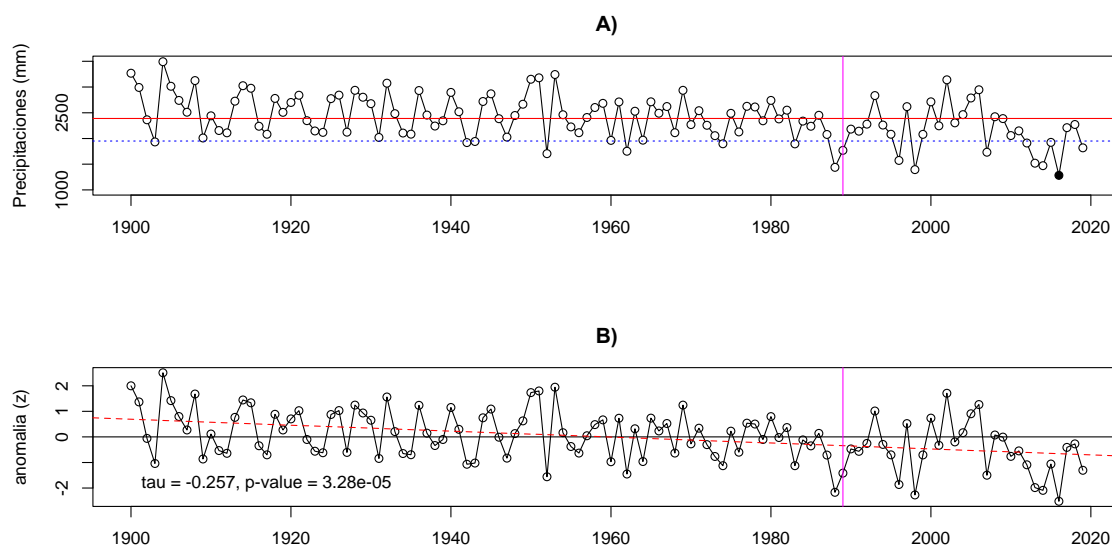 A)
Precipitaciones (mm)
2500
1000
1900 1920 1940 1960 1980 2000 2020
B)
anomalia (z)
2
1
0
-2
tau = -0.257, p-value = 3.28e-05
1900 1920 1940 1960 1980 2000 2020